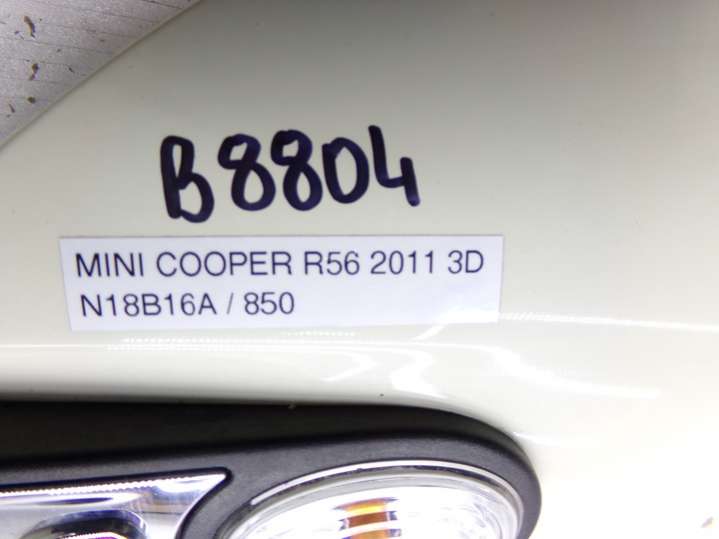 B8804
MINI COOPER R56 2011 3D
N18B16A / 850